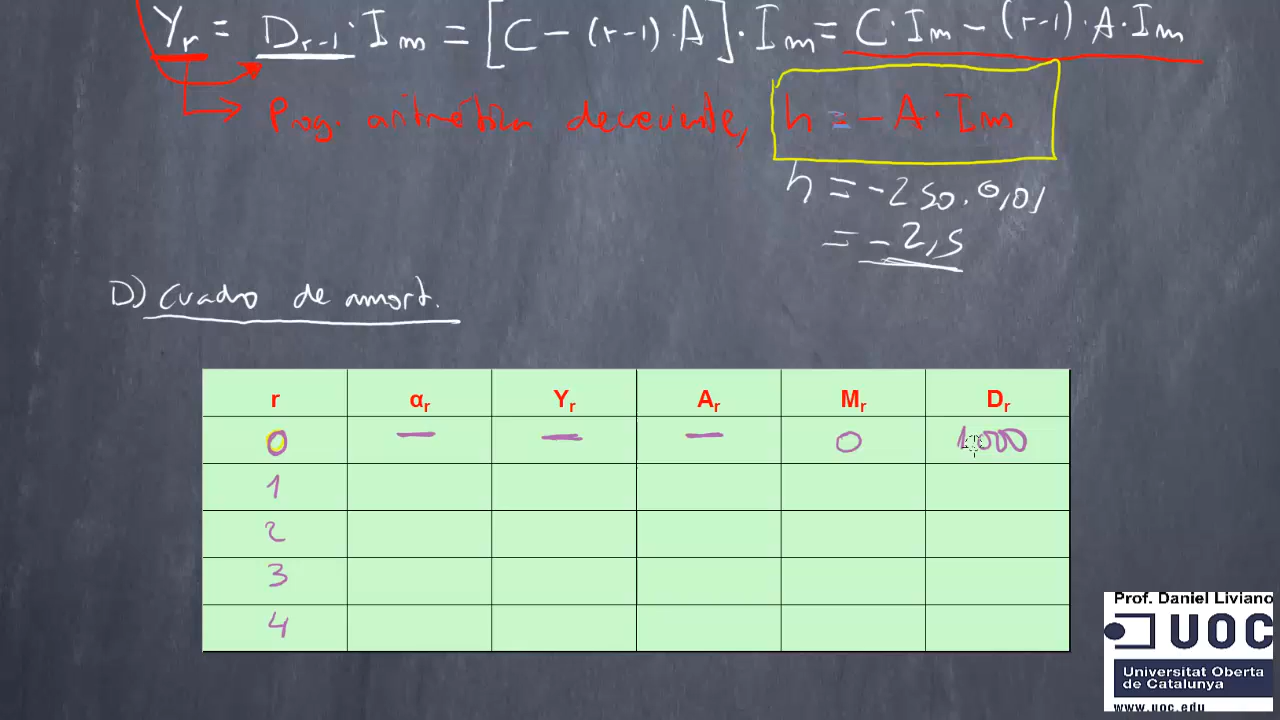 Yr = Dr-1 · Im = [C - (r-1) · A] · Im = C · Im - (r-1) · A · Im
Prog. aritmética decreciente, h = - A · Im
h = -250 · 0,01
= -2,5
D) Cuadro de amort.
r αr Yr Ar Mr Dr
0 — — — 0 1.000
1
2
3
4
Prof. Daniel Liviano
UOC
Universitat Oberta
de Catalunya
www.uoc.edu